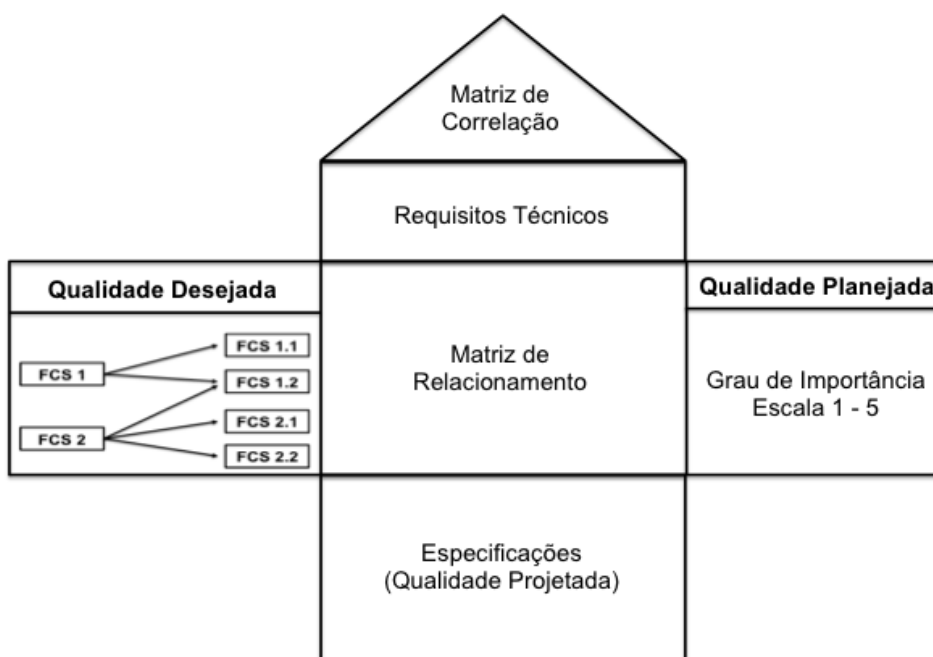 Matriz de
Correlação
Requisitos Técnicos
Qualidade Desejada
FCS 1
FCS 2
FCS 1.1
FCS 1.2
FCS 2.1
FCS 2.2
Matriz de
Relacionamento
Qualidade Planejada
Grau de Importância
Escala 1 - 5
Especificações
(Qualidade Projetada)